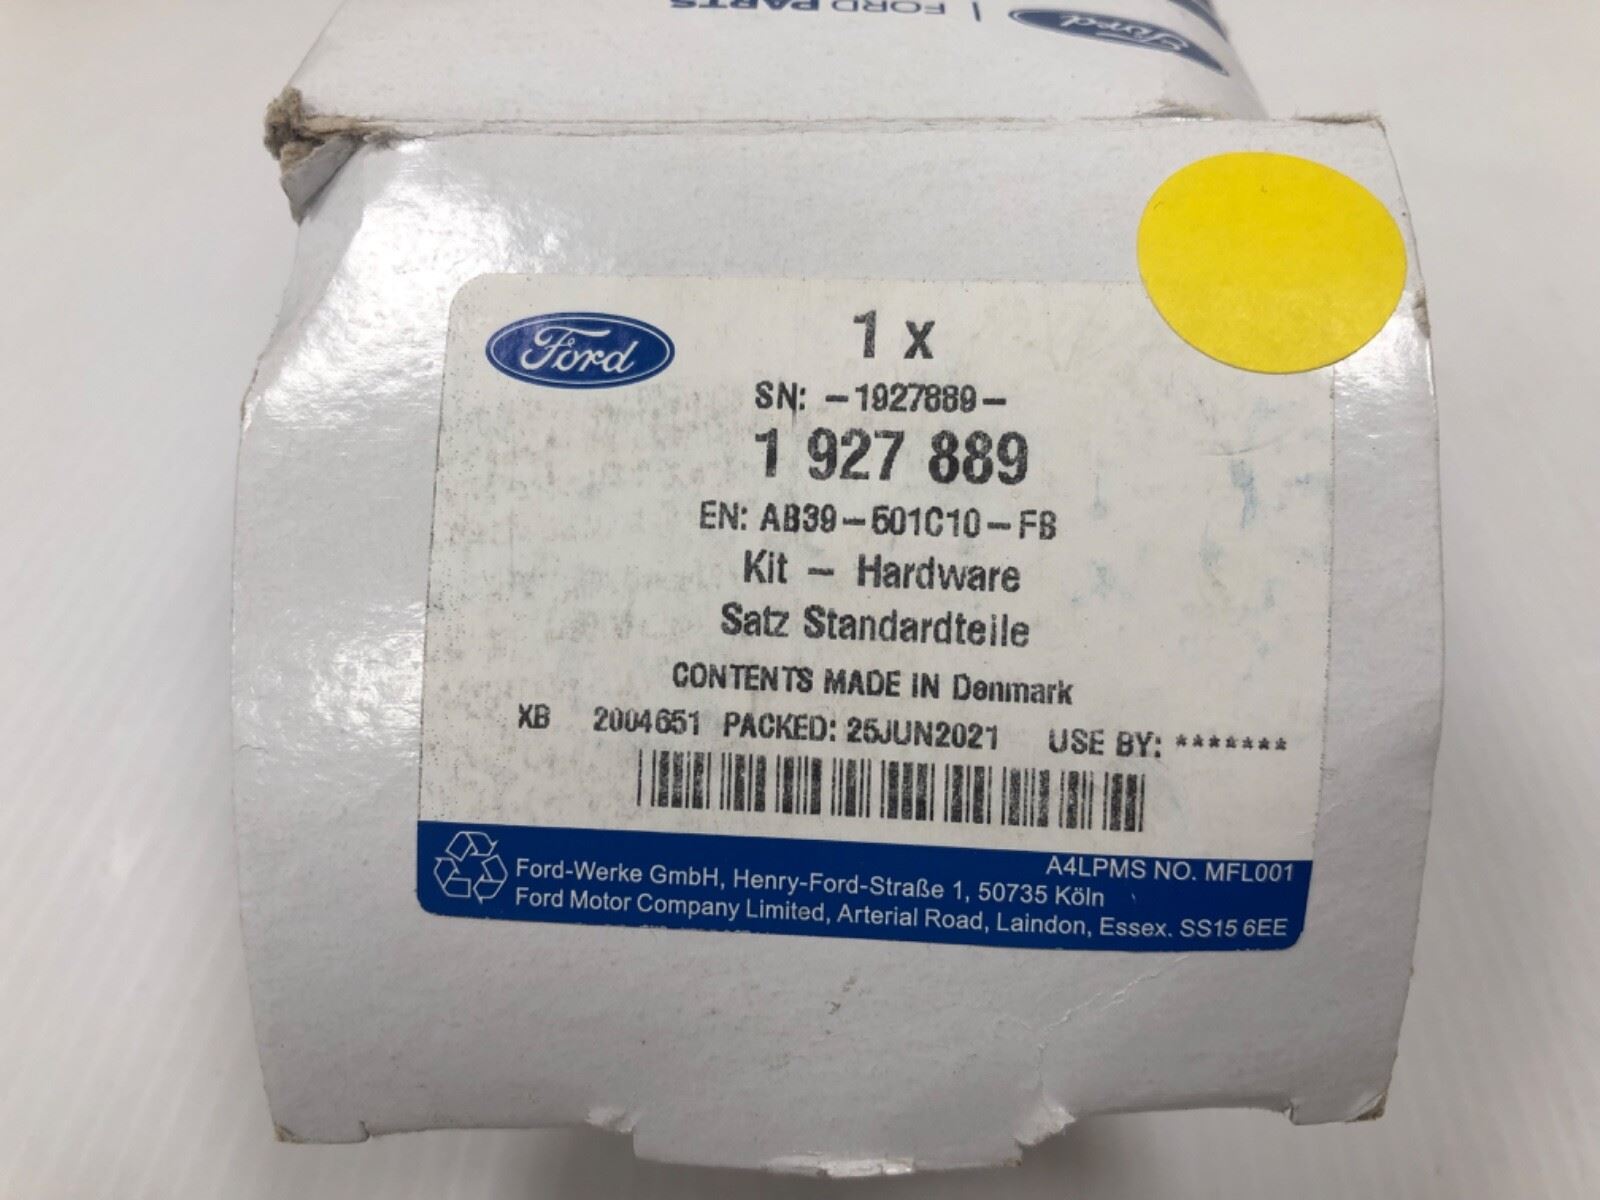 Ford | FORD PARTS
Ford
1 x
SN: -1927889-
1 927 889
EN: AB39-601C10-FB
Kit - Hardware
Satz Standardteile
CONTENTS MADE IN Denmark
XB 2004651 PACKED: 25JUN2021 USE BY: *******
A4LPMS NO. MFL001
Ford-Werke GmbH, Henry-Ford-Straße 1, 50735 Köln
Ford Motor Company Limited, Arterial Road, Laindon, Essex. SS15 6EE